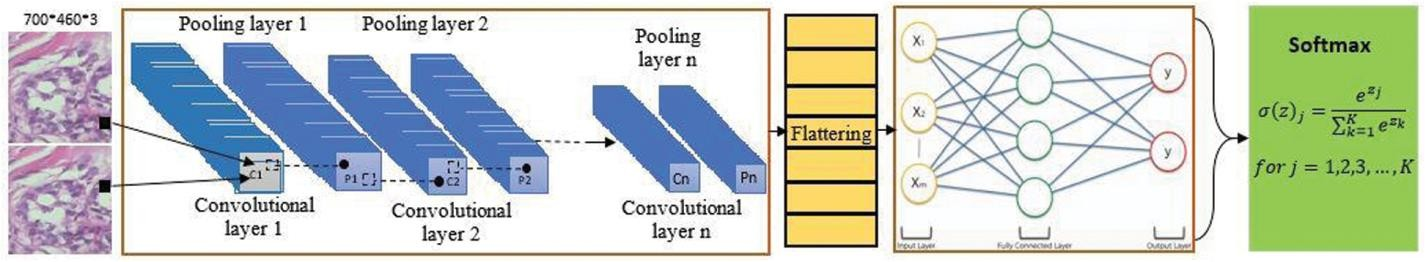 700*460*3
Pooling layer 1
Pooling layer 2
Pooling
layer n
C1
P1
C2
P2
Cn
Pn
Convolutional
layer 1
Convolutional
layer 2
Convolutional
layer n
Flattering
X₁
X₂
Xₘ
y
y
Input Layer
Fully Connected Layer
Output Layer
Softmax
σ(z)ⱼ = e^{z_j} / ∑_{k=1}^{K} e^{z_k}
for j = 1,2,3, ..., K